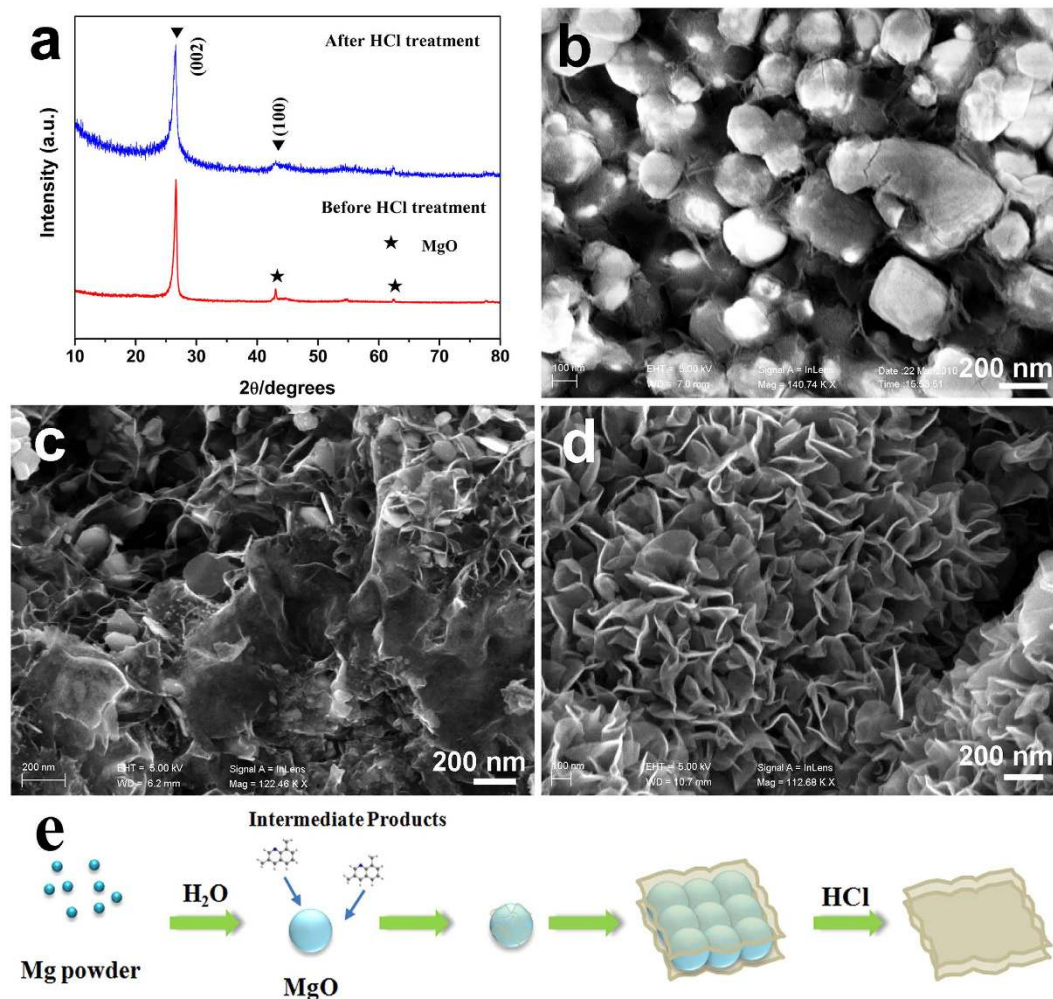 a
After HCl treatment
(002)
(100)
Before HCl treatment
★ MgO
Intensity (a.u.)
10 20 30 40 50 60 70 80
2θ/degrees
b
100 nm
EHT = 5.00 kV
WD = 7.0 mm
Signal A = InLens
Mag = 140.74 K X
200 nm
c
200 nm
EHT = 5.00 kV
WD = 6.2 mm
Signal A = InLens
Mag = 122.46 K X
200 nm
d
100 nm
EHT = 5.00 kV
WD = 10.7 mm
Signal A = InLens
Mag = 112.68 K X
200 nm
e
Intermediate Products
H₂O
HCl
Mg powder
MgO